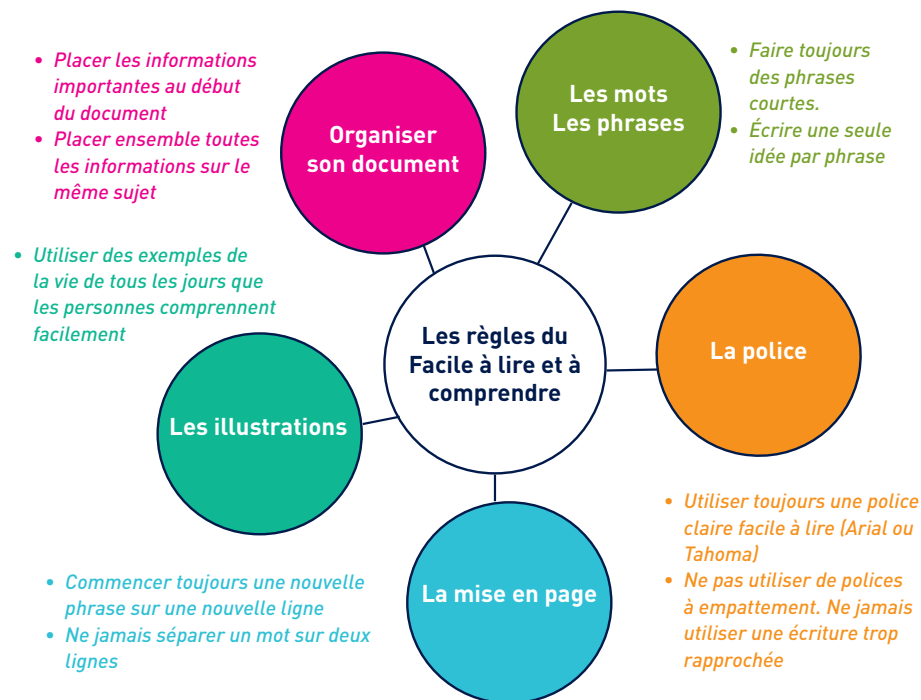 • Placer les informations
importantes au début
du document
• Placer ensemble toutes
les informations sur le
même sujet
Organiser
son document
Les mots
Les phrases
• Faire toujours
des phrases
courtes.
• Écrire une seule
idée par phrase
• Utiliser des exemples de
la vie de tous les jours que
les personnes comprennent
facilement
Les illustrations
Les règles du
Facile à lire et à
comprendre
La police
• Utiliser toujours une police
claire facile à lire (Arial ou
Tahoma)
• Ne pas utiliser de polices
à empattement. Ne jamais
utiliser une écriture trop
rapprochée
La mise en page
• Commencer toujours une nouvelle
phrase sur une nouvelle ligne
• Ne jamais séparer un mot sur deux
lignes